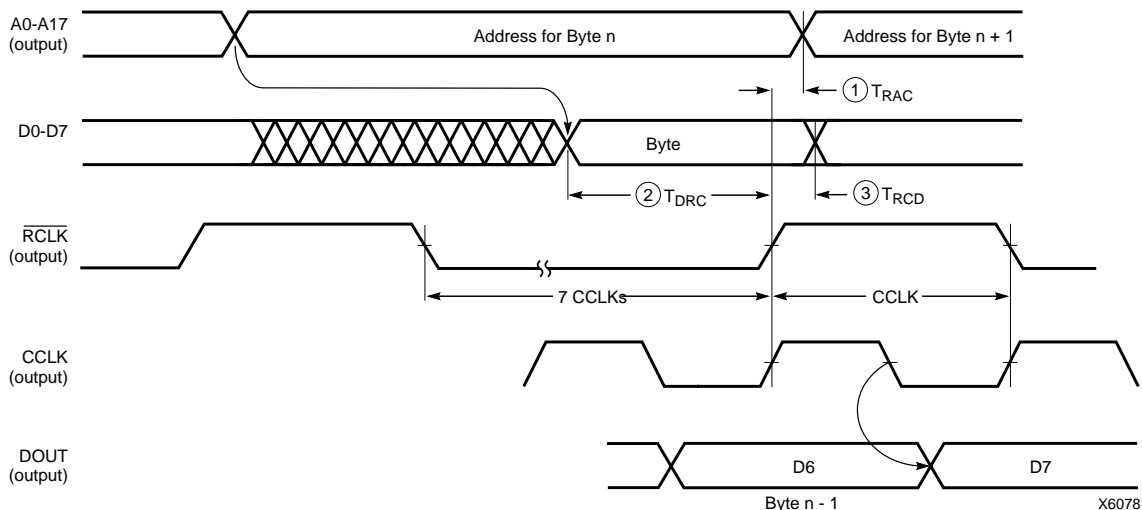 A0-A17
(output)
Address for Byte n
Address for Byte n + 1
1 TRAC
D0-D7
Byte
2 TDRC
3 TRCD
RCLK
(output)
7 CCLKs
CCLK
CCLK
(output)
DOUT
(output)
D6
D7
Byte n - 1
X6078